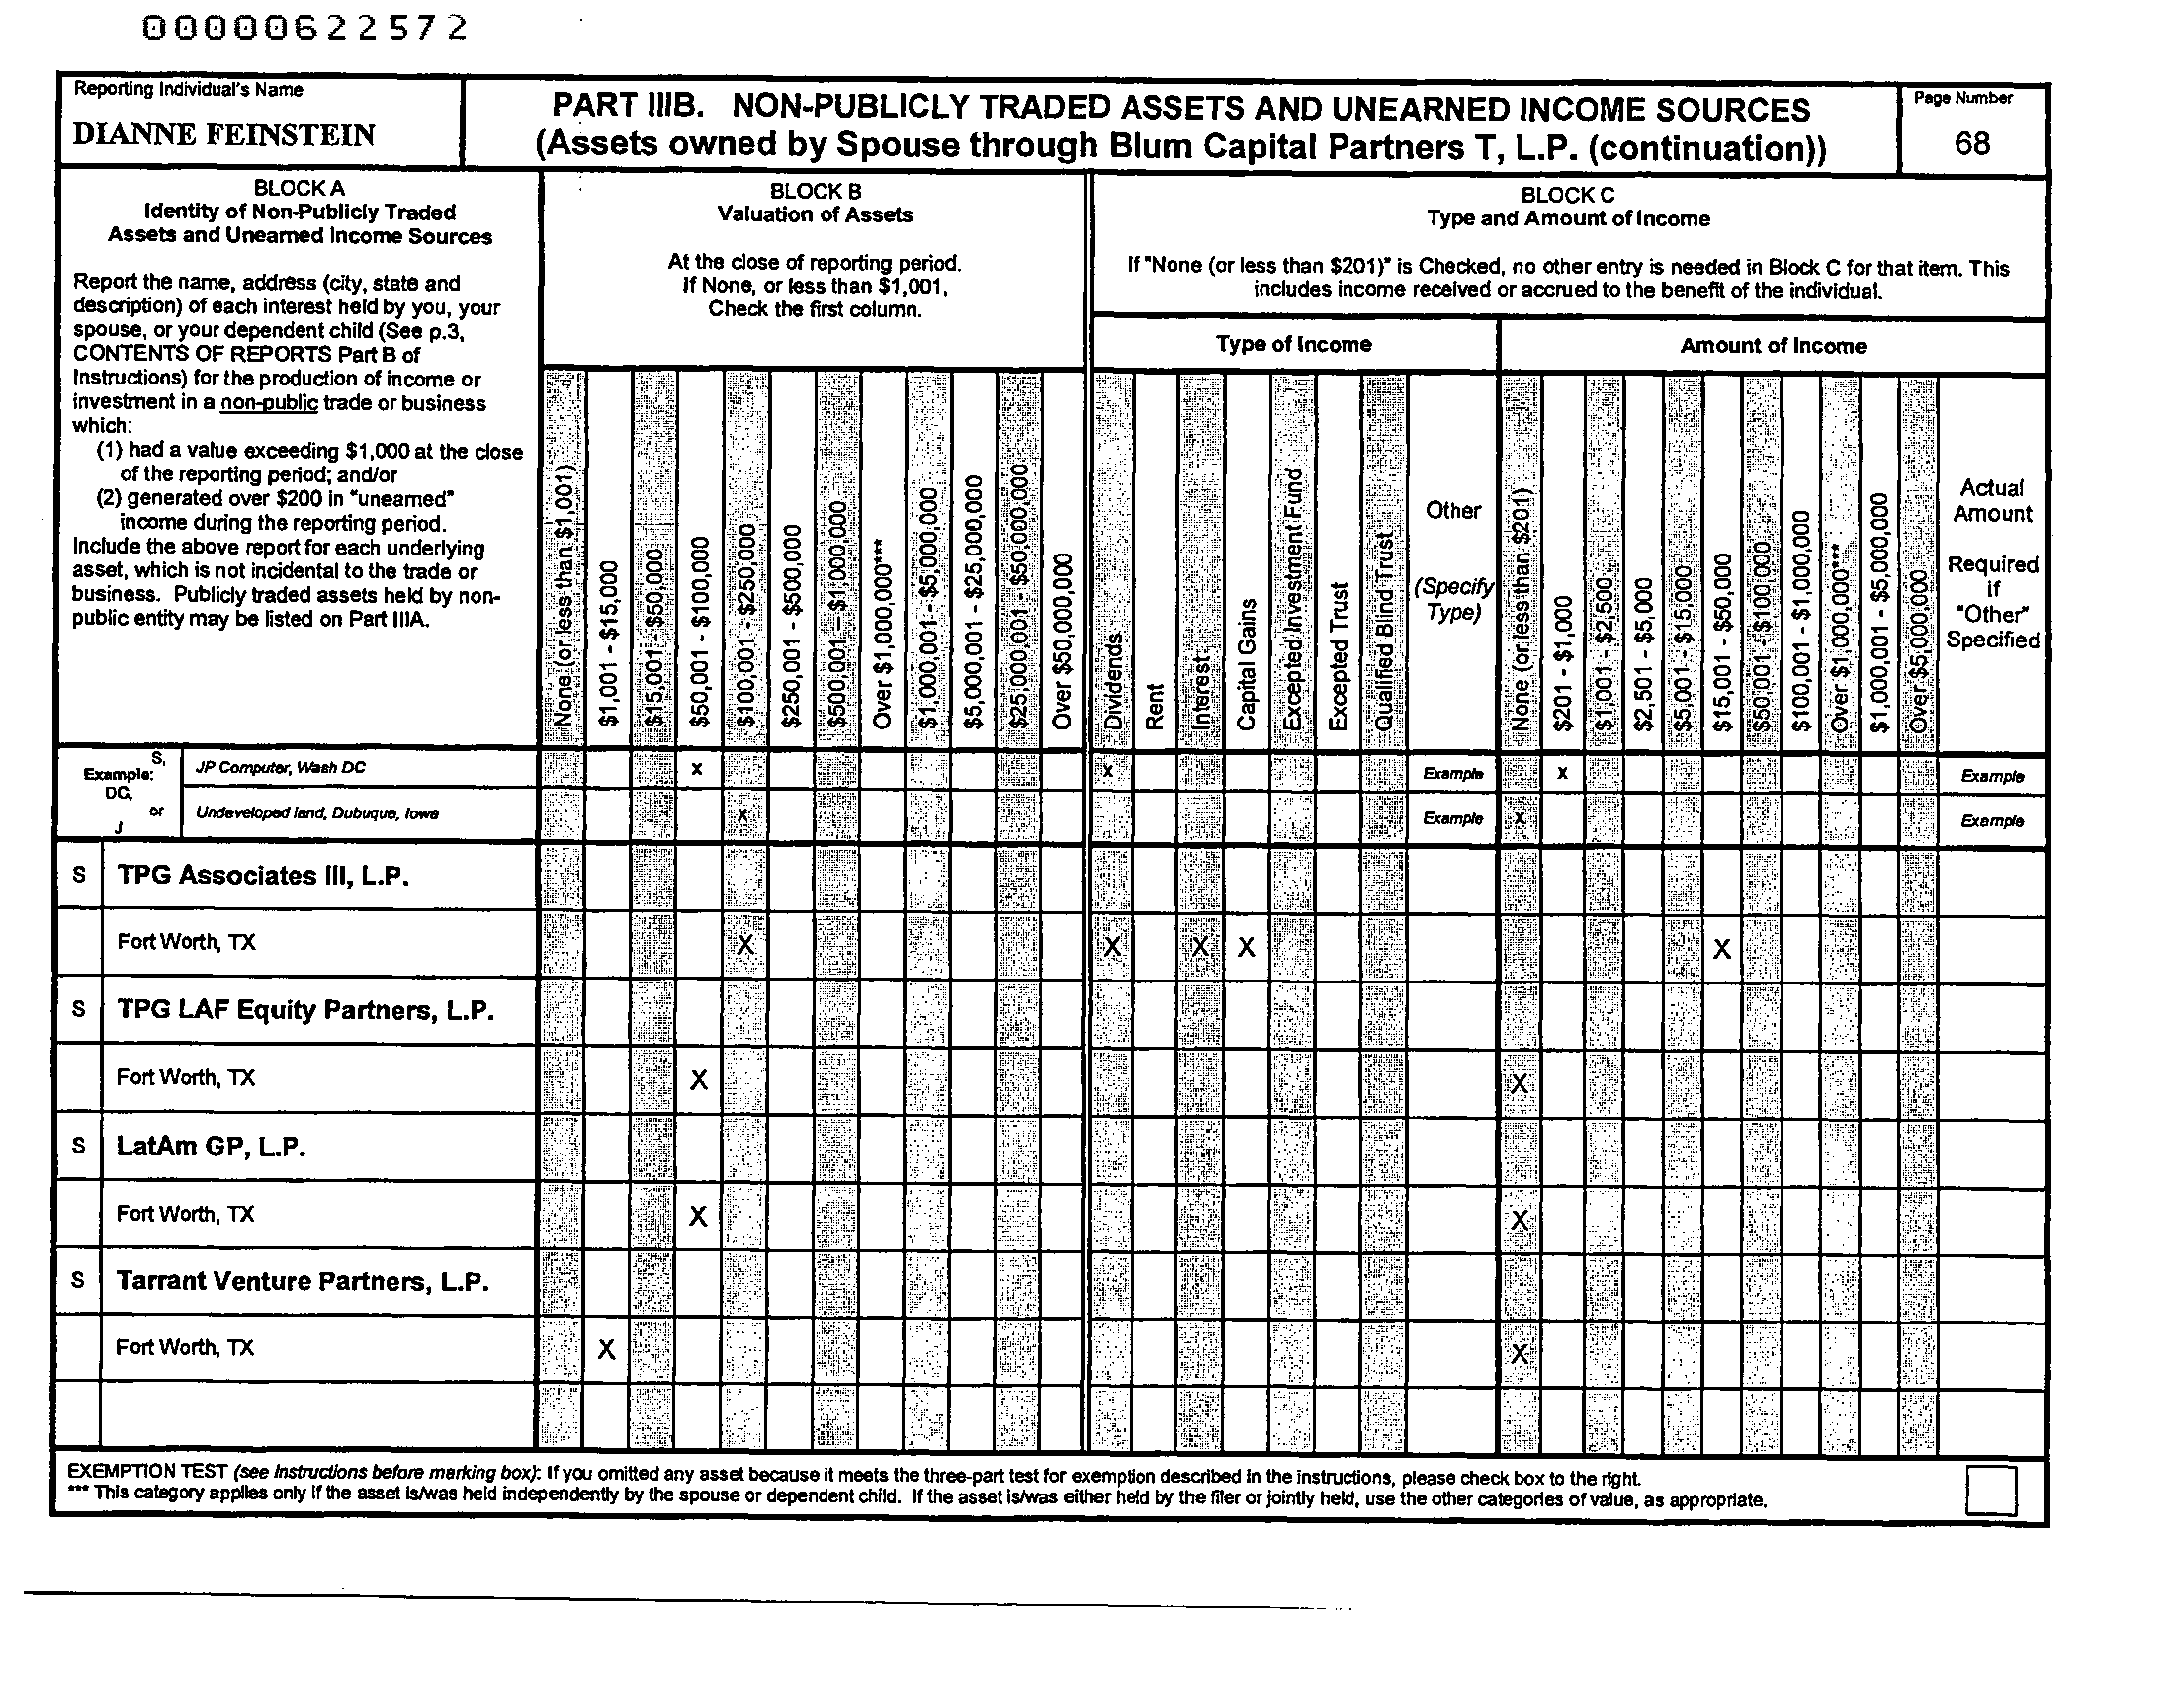 00000622572
Reporting Individual's Name
DIANNE FEINSTEIN
PART IIIB. NON-PUBLICLY TRADED ASSETS AND UNEARNED INCOME SOURCES
(Assets owned by Spouse through Blum Capital Partners T, L.P. (continuation))
Page Number
68
BLOCK A
Identity of Non-Publicly Traded
Assets and Unearned Income Sources
Report the name, address (city, state and
description) of each interest held by you, your
spouse, or your dependent child (See p.3,
CONTENTS OF REPORTS Part B of
Instructions) for the production of income or
investment in a non-public trade or business
which:
(1) had a value exceeding $1,000 at the close
of the reporting period; and/or
(2) generated over $200 in "unearned"
income during the reporting period.
Include the above report for each underlying
asset, which is not incidental to the trade or
business. Publicly traded assets held by non-
public entity may be listed on Part IIIA.
BLOCK B
Valuation of Assets
At the close of reporting period.
If None, or less than $1,001,
Check the first column.
None (or less than $1,001)
$1,001 - $15,000
$15,001 - $50,000
$50,001 - $100,000
$100,001 - $250,000
$250,001 - $500,000
$500,001 - $1,000,000
Over $1,000,000***
$1,000,001 - $5,000,000
$5,000,001 - $25,000,000
$25,000,001 - $50,000,000
Over $50,000,000
BLOCK C
Type and Amount of Income
If "None (or less than $201)" is Checked, no other entry is needed in Block C for that item. This
includes income received or accrued to the benefit of the individual.
Type of Income
Dividends
Rent
Interest
Capital Gains
Excepted Investment Fund
Excepted Trust
Qualified Blind Trust
Other
(Specify
Type)
Amount of Income
None (or less than $201)
$201 - $1,000
$1,001 - $2,500
$2,501 - $5,000
$5,001 - $15,000
$15,001 - $50,000
$50,001 - $100,000
$100,001 - $1,000,000
Over $1,000,000***
$1,000,001 - $5,000,000
Over $5,000,000
Actual
Amount
Required
if
"Other"
Specified
S,
Example:
DC,
or
J
JP Computer, Wash DC X X Example X Example
Undeveloped land, Dubuque, Iowa X Example X Example
S TPG Associates III, L.P.
Fort Worth, TX X X X X X
S TPG LAF Equity Partners, L.P.
Fort Worth, TX X X
S LatAm GP, L.P.
Fort Worth, TX X X
S Tarrant Venture Partners, L.P.
Fort Worth, TX X X
EXEMPTION TEST (see Instructions before marking box): If you omitted any asset because it meets the three-part test for exemption described in the instructions, please check box to the right.
*** This category applies only if the asset is/was held independently by the spouse or dependent child. If the asset is/was either held by the filer or jointly held, use the other categories of value, as appropriate.